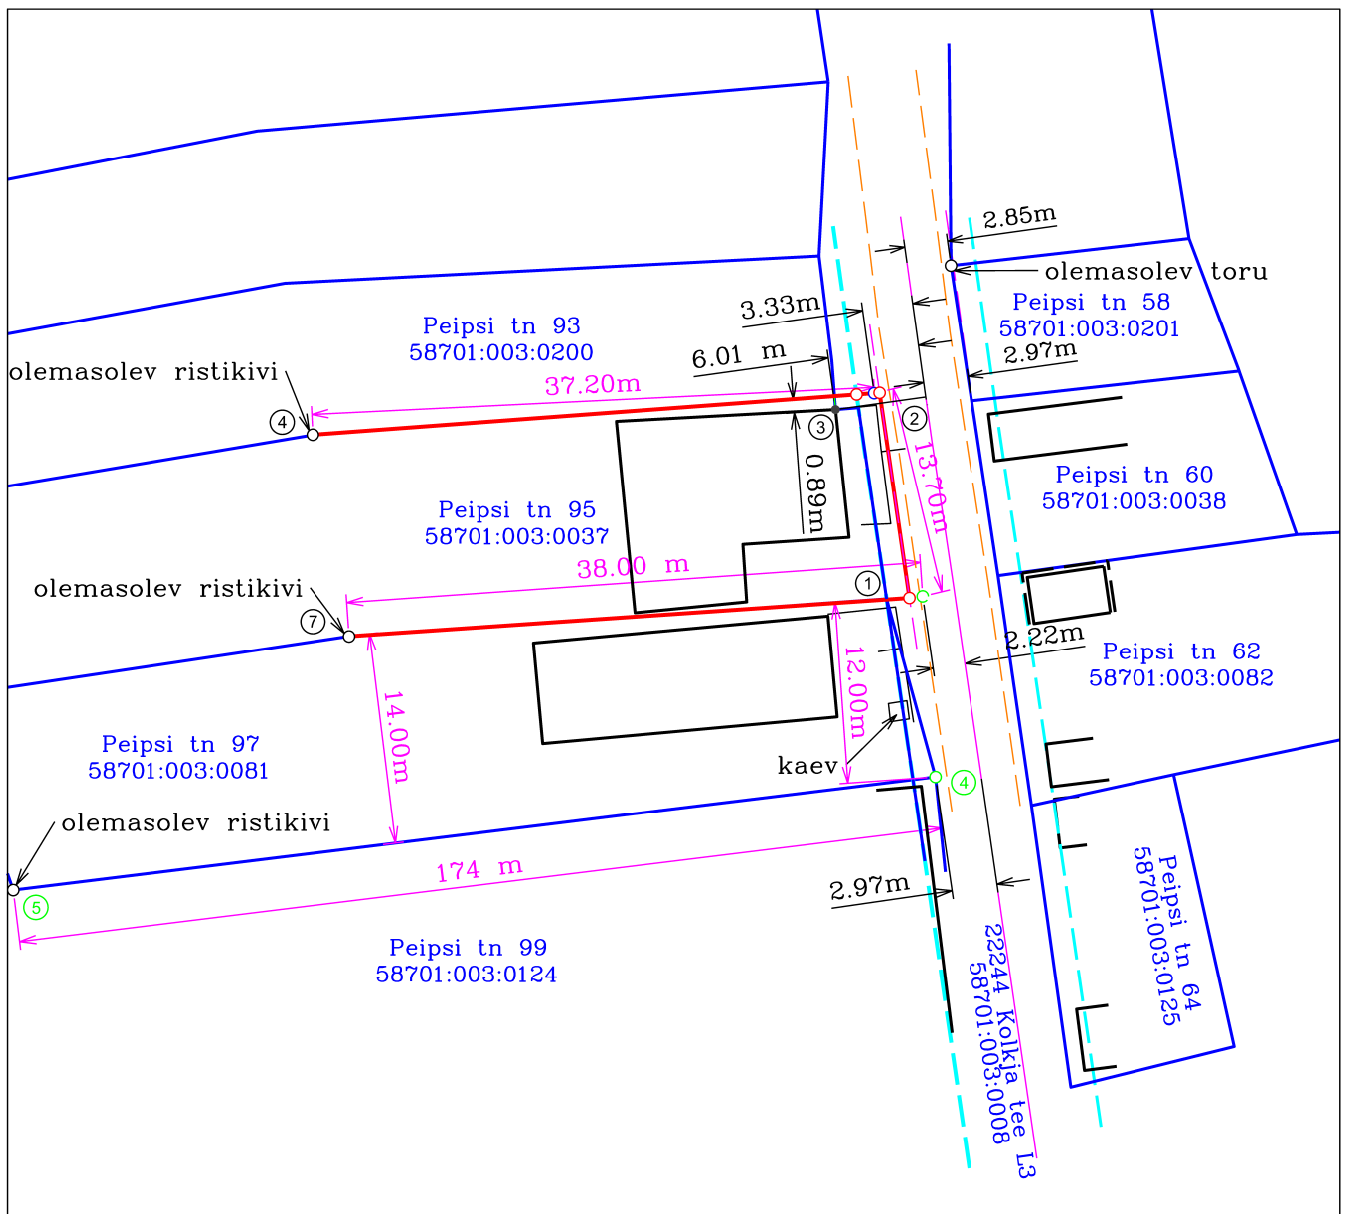 2.85m
olemasolev toru
Peipsi tn 58
58701:003:0201
3.33m
Peipsi tn 93
58701:003:0200
6.01 m
2.97m
olemasolev ristikivi
37.20m
4
3
2
13.70m
0.89m
Peipsi tn 60
58701:003:0038
Peipsi tn 95
58701:003:0037
38.00 m
1
olemasolev ristikivi
7
2.22m
Peipsi tn 62
58701:003:0082
12.00m
14.00m
Peipsi tn 97
58701:003:0081
kaev
4
olemasolev ristikivi
174 m
2.97m
5
Peipsi tn 99
58701:003:0124
Peipsi tn 64
58701:003:0125
22244 Kolkja tee L3
58701:003:0008